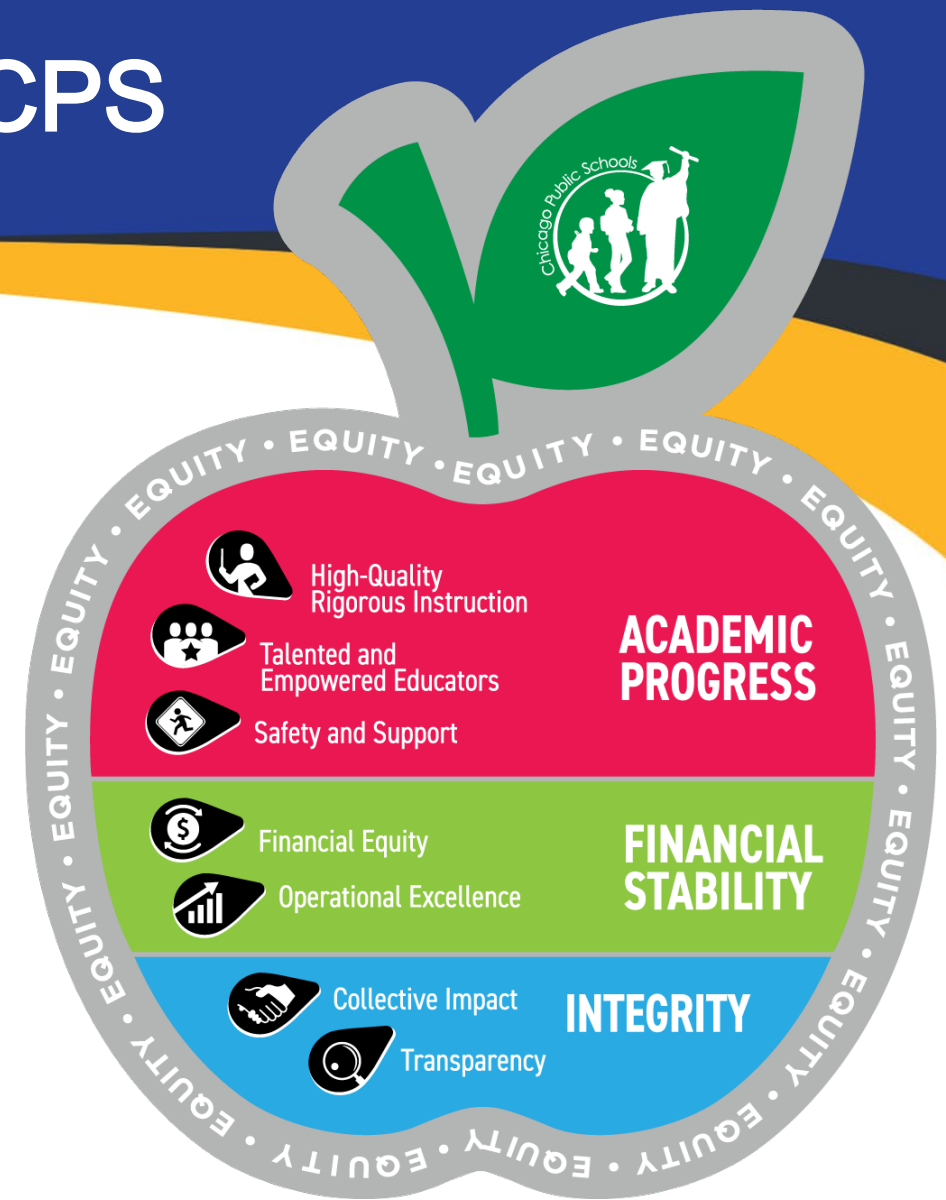 CPS
Chicago Public Schools
EQUITY • EQUITY • EQUITY • EQUITY • EQUITY • EQUITY • EQUITY • EQUITY • EQUITY • EQUITY • EQUITY • EQUITY • EQUITY • EQUITY • EQUITY •
High-Quality
Rigorous Instruction
Talented and
Empowered Educators
Safety and Support
ACADEMIC
PROGRESS
$
Financial Equity
Operational Excellence
FINANCIAL
STABILITY
Collective Impact
Transparency
INTEGRITY